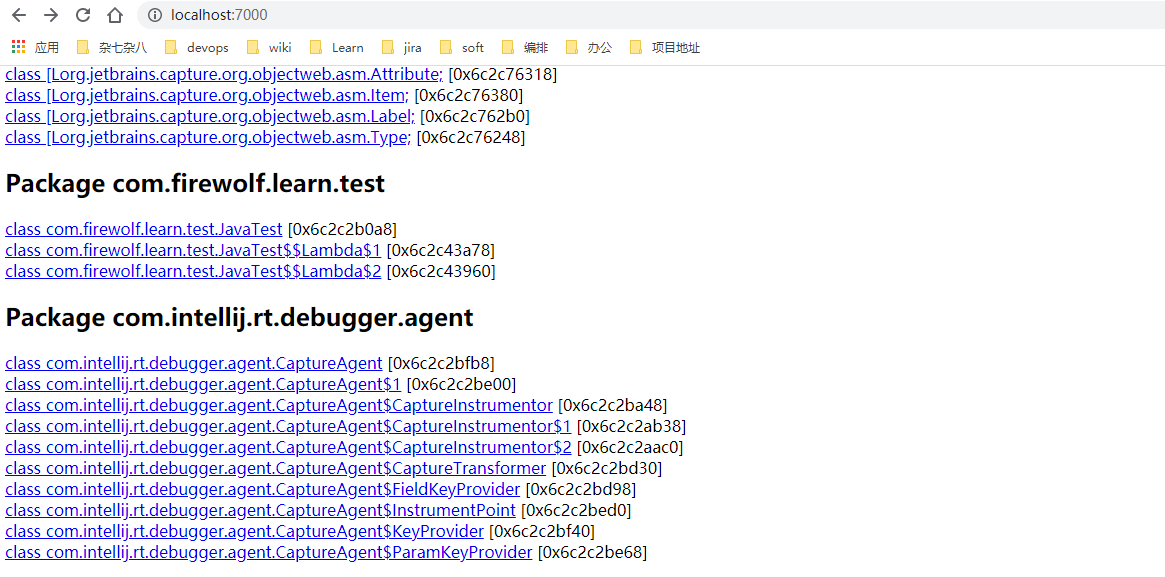 localhost:7000
应用 杂七杂八 devops wiki Learn jira soft 编排 办公 项目地址
class [Lorg.jetbrains.capture.org.objectweb.asm.Attribute; [0x6c2c76318]
class [Lorg.jetbrains.capture.org.objectweb.asm.Item; [0x6c2c76380]
class [Lorg.jetbrains.capture.org.objectweb.asm.Label; [0x6c2c762b0]
class [Lorg.jetbrains.capture.org.objectweb.asm.Type; [0x6c2c76248]
Package com.firewolf.learn.test
class com.firewolf.learn.test.JavaTest [0x6c2c2b0a8]
class com.firewolf.learn.test.JavaTest$$Lambda$1 [0x6c2c43a78]
class com.firewolf.learn.test.JavaTest$$Lambda$2 [0x6c2c43960]
Package com.intellij.rt.debugger.agent
class com.intellij.rt.debugger.agent.CaptureAgent [0x6c2c2bfb8]
class com.intellij.rt.debugger.agent.CaptureAgent$1 [0x6c2c2be00]
class com.intellij.rt.debugger.agent.CaptureAgent$CaptureInstrumentor [0x6c2c2ba48]
class com.intellij.rt.debugger.agent.CaptureAgent$CaptureInstrumentor$1 [0x6c2c2ab38]
class com.intellij.rt.debugger.agent.CaptureAgent$CaptureInstrumentor$2 [0x6c2c2aac0]
class com.intellij.rt.debugger.agent.CaptureAgent$CaptureTransformer [0x6c2c2bd30]
class com.intellij.rt.debugger.agent.CaptureAgent$FieldKeyProvider [0x6c2c2bd98]
class com.intellij.rt.debugger.agent.CaptureAgent$InstrumentPoint [0x6c2c2bed0]
class com.intellij.rt.debugger.agent.CaptureAgent$KeyProvider [0x6c2c2bf40]
class com.intellij.rt.debugger.agent.CaptureAgent$ParamKeyProvider [0x6c2c2be68]